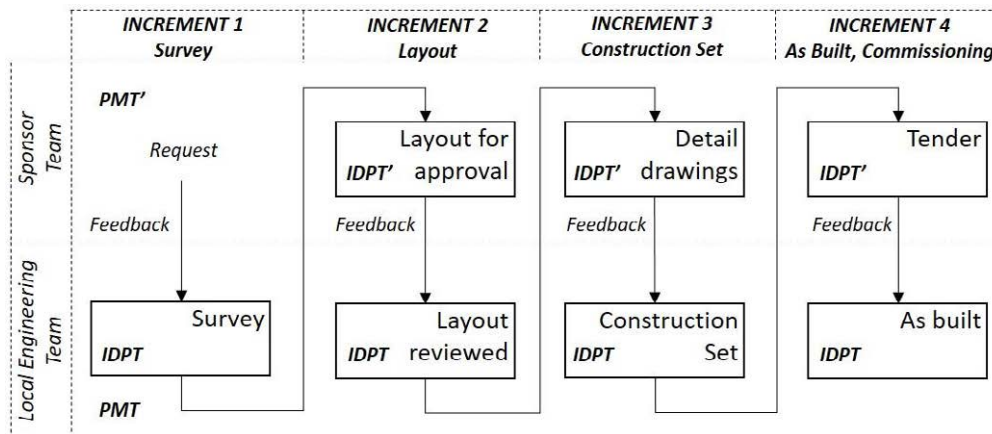 INCREMENT 1
Survey
INCREMENT 2
Layout
INCREMENT 3
Construction Set
INCREMENT 4
As Built, Commissioning
Sponsor
Team
PMT'
Request
Feedback
Layout for
IDPT' approval
Feedback
Detail
IDPT' drawings
Feedback
Tender
IDPT'
Feedback
Local Engineering
Team
Survey
IDPT
PMT
Layout
IDPT reviewed
Construction
IDPT Set
As built
IDPT